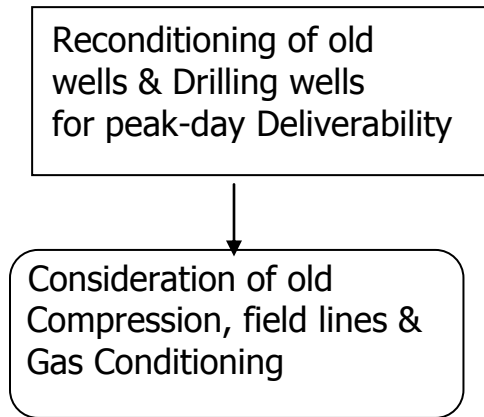 Reconditioning of old
wells & Drilling wells
for peak-day Deliverability
Consideration of old
Compression, field lines &
Gas Conditioning